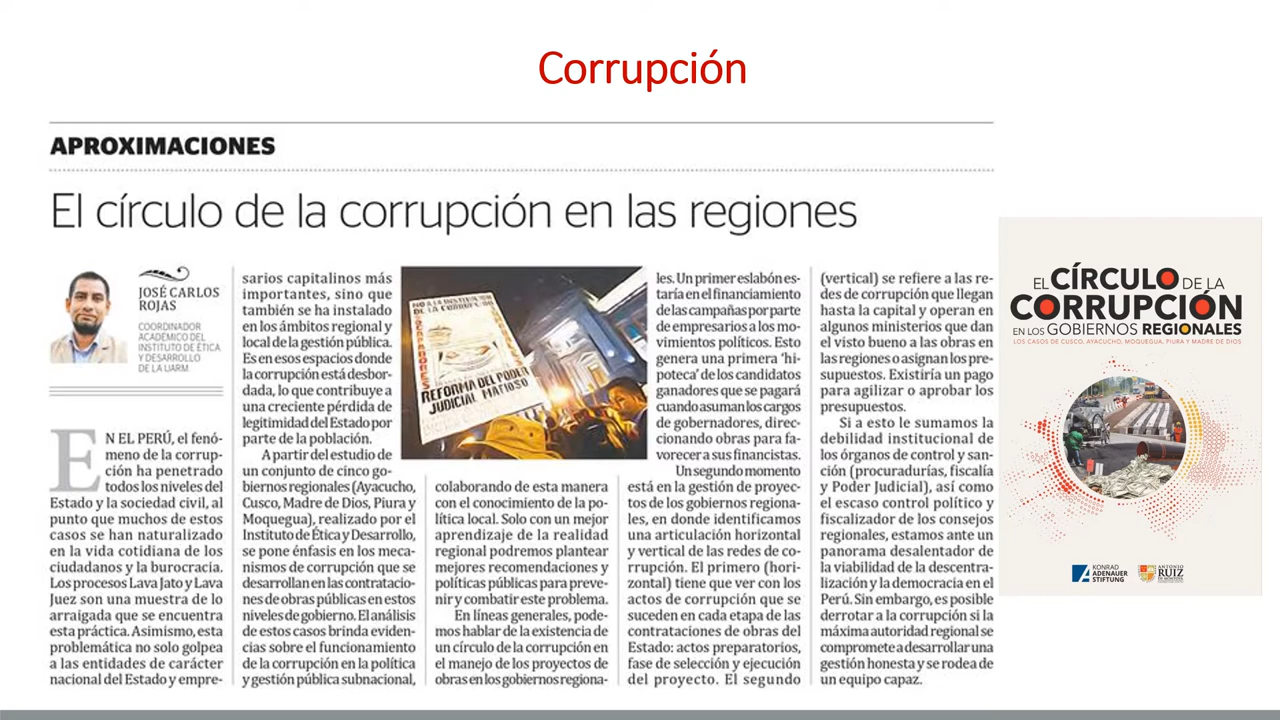 Corrupción
APROXIMACIONES
El círculo de la corrupción en las regiones
JOSÉ CARLOS
ROJAS
COORDINADOR
ACADÉMICO DEL
INSTITUTO DE ÉTICA
Y DESARROLLO
DE LA UARM
EN EL PERÚ, el fenó-
meno de la corrup-
ción ha penetrado
todos los niveles del
Estado y la sociedad civil, al
punto que muchos de estos
casos se han naturalizado
en la vida cotidiana de los
ciudadanos y la burocracia.
Los procesos Lava Jato y Lava
Juez son una muestra de lo
arraigada que se encuentra
esta práctica. Asimismo, esta
problemática no solo golpea
a las entidades de carácter
nacional del Estado y empre-
sarios capitalinos más
importantes, sino que
también se ha instalado
en los ámbitos regional y
local de la gestión pública.
Es en esos espacios donde
la corrupción está desbor-
dada, lo que contribuye a
una creciente pérdida de
legitimidad del Estado por
parte de la población.
A partir del estudio de
un conjunto de cinco go-
biernos regionales (Ayacucho,
Cusco, Madre de Dios, Piura y
Moquegua), realizado por el
Instituto de Ética y Desarrollo,
se pone énfasis en los meca-
nismos de corrupción que se
desarrollan en las contratacio-
nes de obras públicas en estos
niveles de gobierno. El análisis
de estos casos brinda eviden-
cias sobre el funcionamiento
de la corrupción en la política
y gestión pública subnacional,
REFORMA DEL PODER
JUDICIAL MAFIOSO
colaborando de esta manera
con el conocimiento de la po-
lítica local. Solo con un mejor
aprendizaje de la realidad
regional podremos plantear
mejores recomendaciones y
políticas públicas para preve-
nir y combatir este problema.
En líneas generales, pode-
mos hablar de la existencia de
un círculo de la corrupción en
el manejo de los proyectos de
obras en los gobiernos regiona-
les. Un primer eslabón es-
taría en el financiamiento
de las campañas por parte
de empresarios a los mo-
vimientos políticos. Esto
genera una primera ‘hi-
poteca’ de los candidatos
ganadores que se pagará
cuando asuman los cargos
de gobernadores, direc-
cionando obras para fa-
vorecer a sus financistas.
Un segundo momento
está en la gestión de proyec-
tos de los gobiernos regiona-
les, en donde identificamos
una articulación horizontal
y vertical de las redes de co-
rrupción. El primero (hori-
zontal) tiene que ver con los
actos de corrupción que se
suceden en cada etapa de las
contrataciones de obras del
Estado: actos preparatorios,
fase de selección y ejecución
del proyecto. El segundo
(vertical) se refiere a las re-
des de corrupción que llegan
hasta la capital y operan en
algunos ministerios que dan
el visto bueno a las obras en
las regiones o asignan los pre-
supuestos. Existiría un pago
para agilizar o aprobar los
presupuestos.
Si a esto le sumamos la
debilidad institucional de
los órganos de control y san-
ción (procuradurías, fiscalía
y Poder Judicial), así como
el escaso control político y
fiscalizador de los consejos
regionales, estamos ante un
panorama desalentador de
la viabilidad de la descentra-
lización y la democracia en el
Perú. Sin embargo, es posible
derrotar a la corrupción si la
máxima autoridad regional se
compromete a desarrollar una
gestión honesta y se rodea de
un equipo capaz.
EL CÍRCULO DE LA
CORRUPCIÓN
EN LOS GOBIERNOS REGIONALES
LOS CASOS DE CUSCO, AYACUCHO, MOQUEGUA, PIURA Y MADRE DE DIOS
KONRAD
ADENAUER
STIFTUNG
ANTONIO
RUIZ